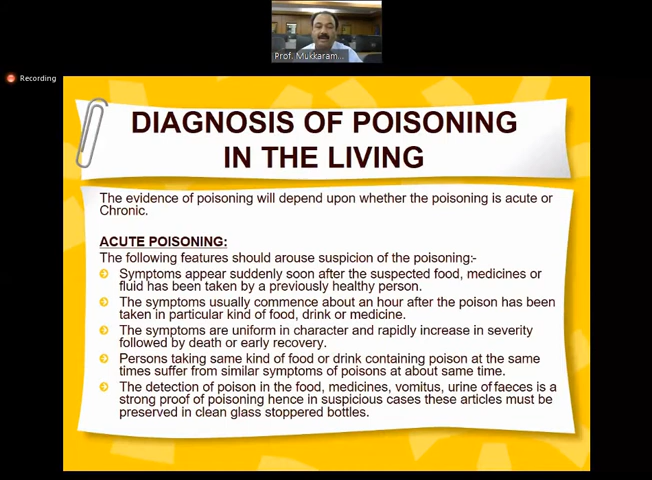 Prof. Mukkaram...
Recording
DIAGNOSIS OF POISONING
IN THE LIVING
The evidence of poisoning will depend upon whether the poisoning is acute or
Chronic.
ACUTE POISONING:
The following features should arouse suspicion of the poisoning:-
Symptoms appear suddenly soon after the suspected food, medicines or
fluid has been taken by a previously healthy person.
The symptoms usually commence about an hour after the poison has been
taken in particular kind of food, drink or medicine.
The symptoms are uniform in character and rapidly increase in severity
followed by death or early recovery.
Persons taking same kind of food or drink containing poison at the same
times suffer from similar symptoms of poisons at about same time.
The detection of poison in the food, medicines, vomitus, urine of faeces is a
strong proof of poisoning hence in suspicious cases these articles must be
preserved in clean glass stoppered bottles.